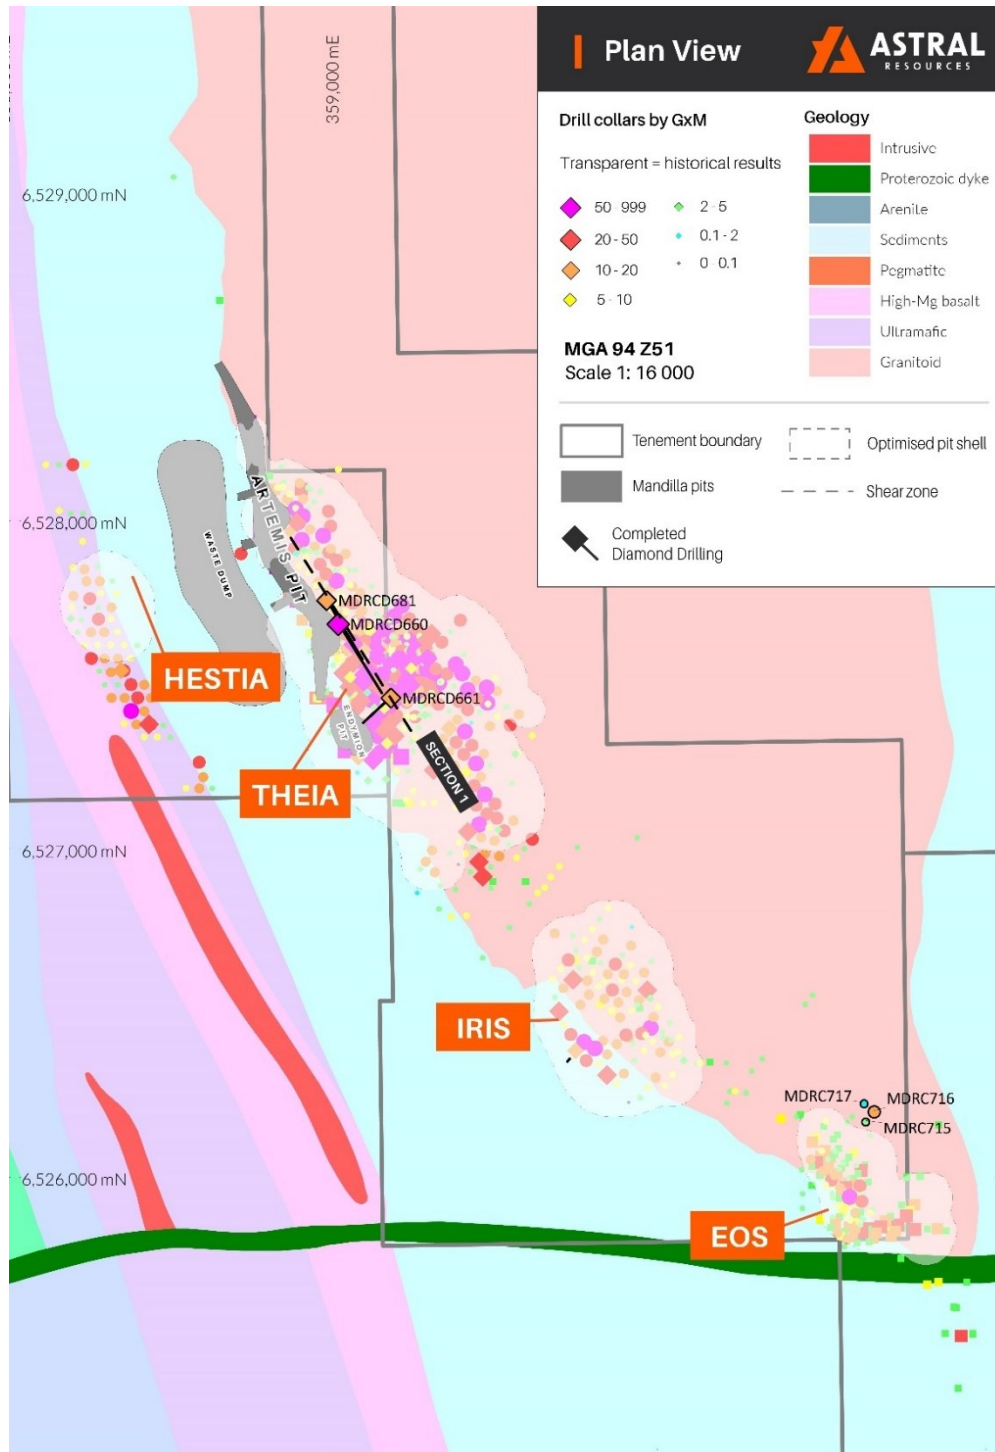 Plan View
ASTRAL
RESOURCES
Drill collars by GxM
Transparent = historical results
50 - 999
20 - 50
10 - 20
5 - 10
2 - 5
0.1 - 2
0 0.1
MGA 94 Z51
Scale 1: 16 000
Geology
Intrusive
Proterozoic dyke
Arenite
Sediments
Pegmatite
High-Mg basalt
Ultramafic
Granitoid
Tenement boundary
Mandilla pits
Completed
Diamond Drilling
Optimised pit shell
Shear zone
359,000 mE
6,529,000 mN
6,528,000 mN
ARTEMIS PIT
WASTE DUMP
MDRCD681
MDRCD660
HESTIA
MDRCD661
ENDYMION
PIT
SECTION 1
THEIA
6,527,000 mN
IRIS
MDRC717
MDRC716
MDRC715
6,526,000 mN
EOS